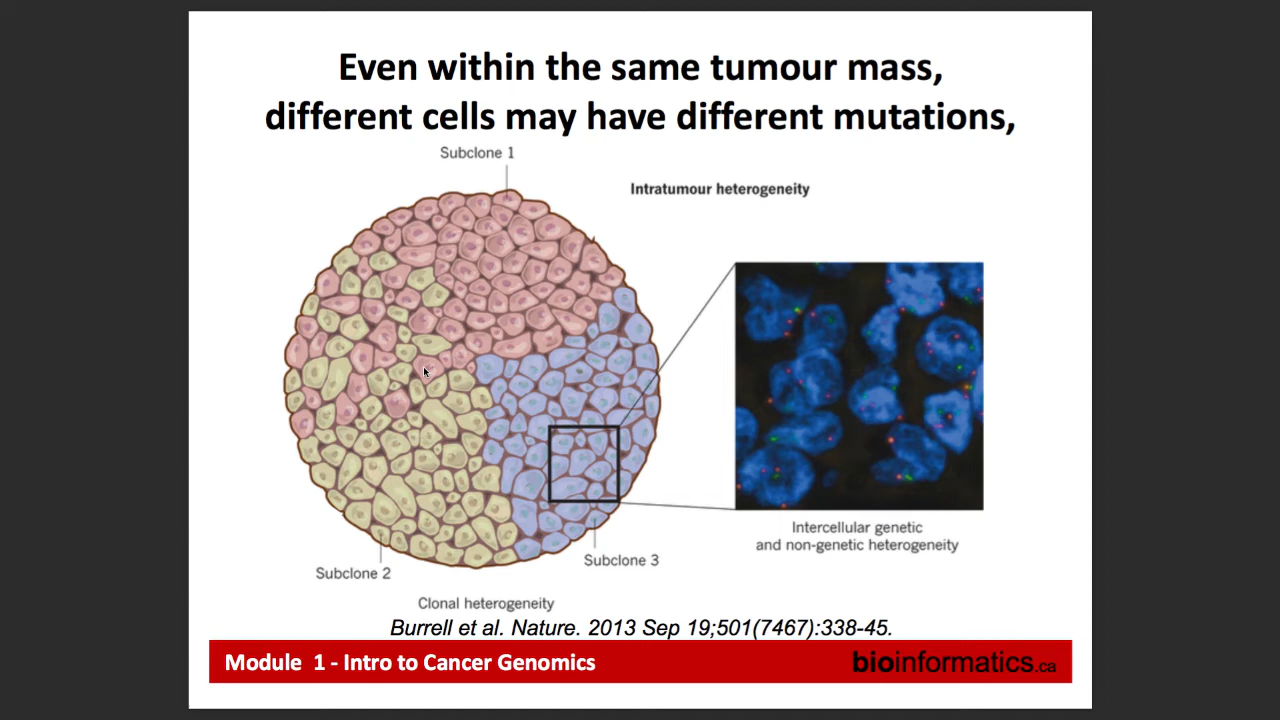 Even within the same tumour mass,
different cells may have different mutations,
Subclone 1
Intratumour heterogeneity
Intercellular genetic
and non-genetic heterogeneity
Subclone 3
Subclone 2
Clonal heterogeneity
Burrell et al. Nature. 2013 Sep 19;501(7467):338-45.
Module 1 - Intro to Cancer Genomics
bioinformatics.ca